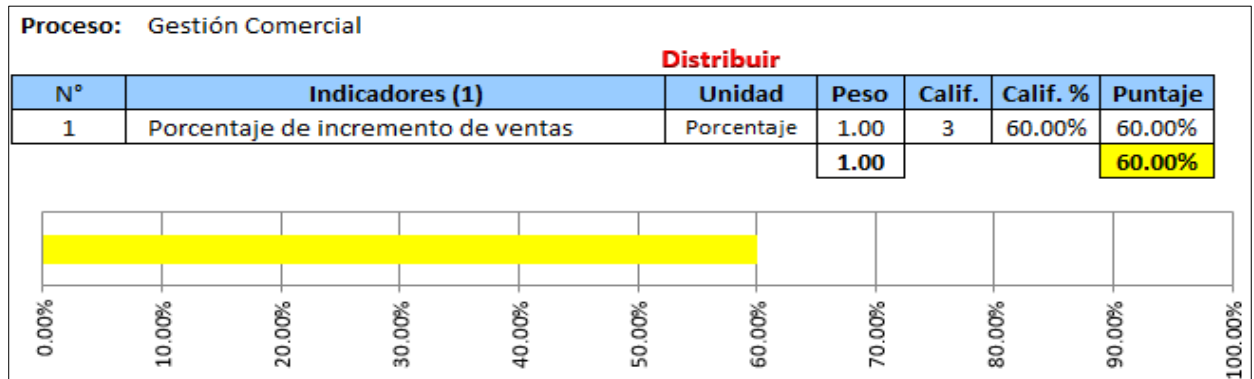 Proceso: Gestión Comercial
Distribuir
N° Indicadores (1) Unidad Peso Calif. Calif. % Puntaje
1 Porcentaje de incremento de ventas Porcentaje 1.00 3 60.00% 60.00%
1.00 60.00%
0.00% 10.00% 20.00% 30.00% 40.00% 50.00% 60.00% 70.00% 80.00% 90.00% 100.00%